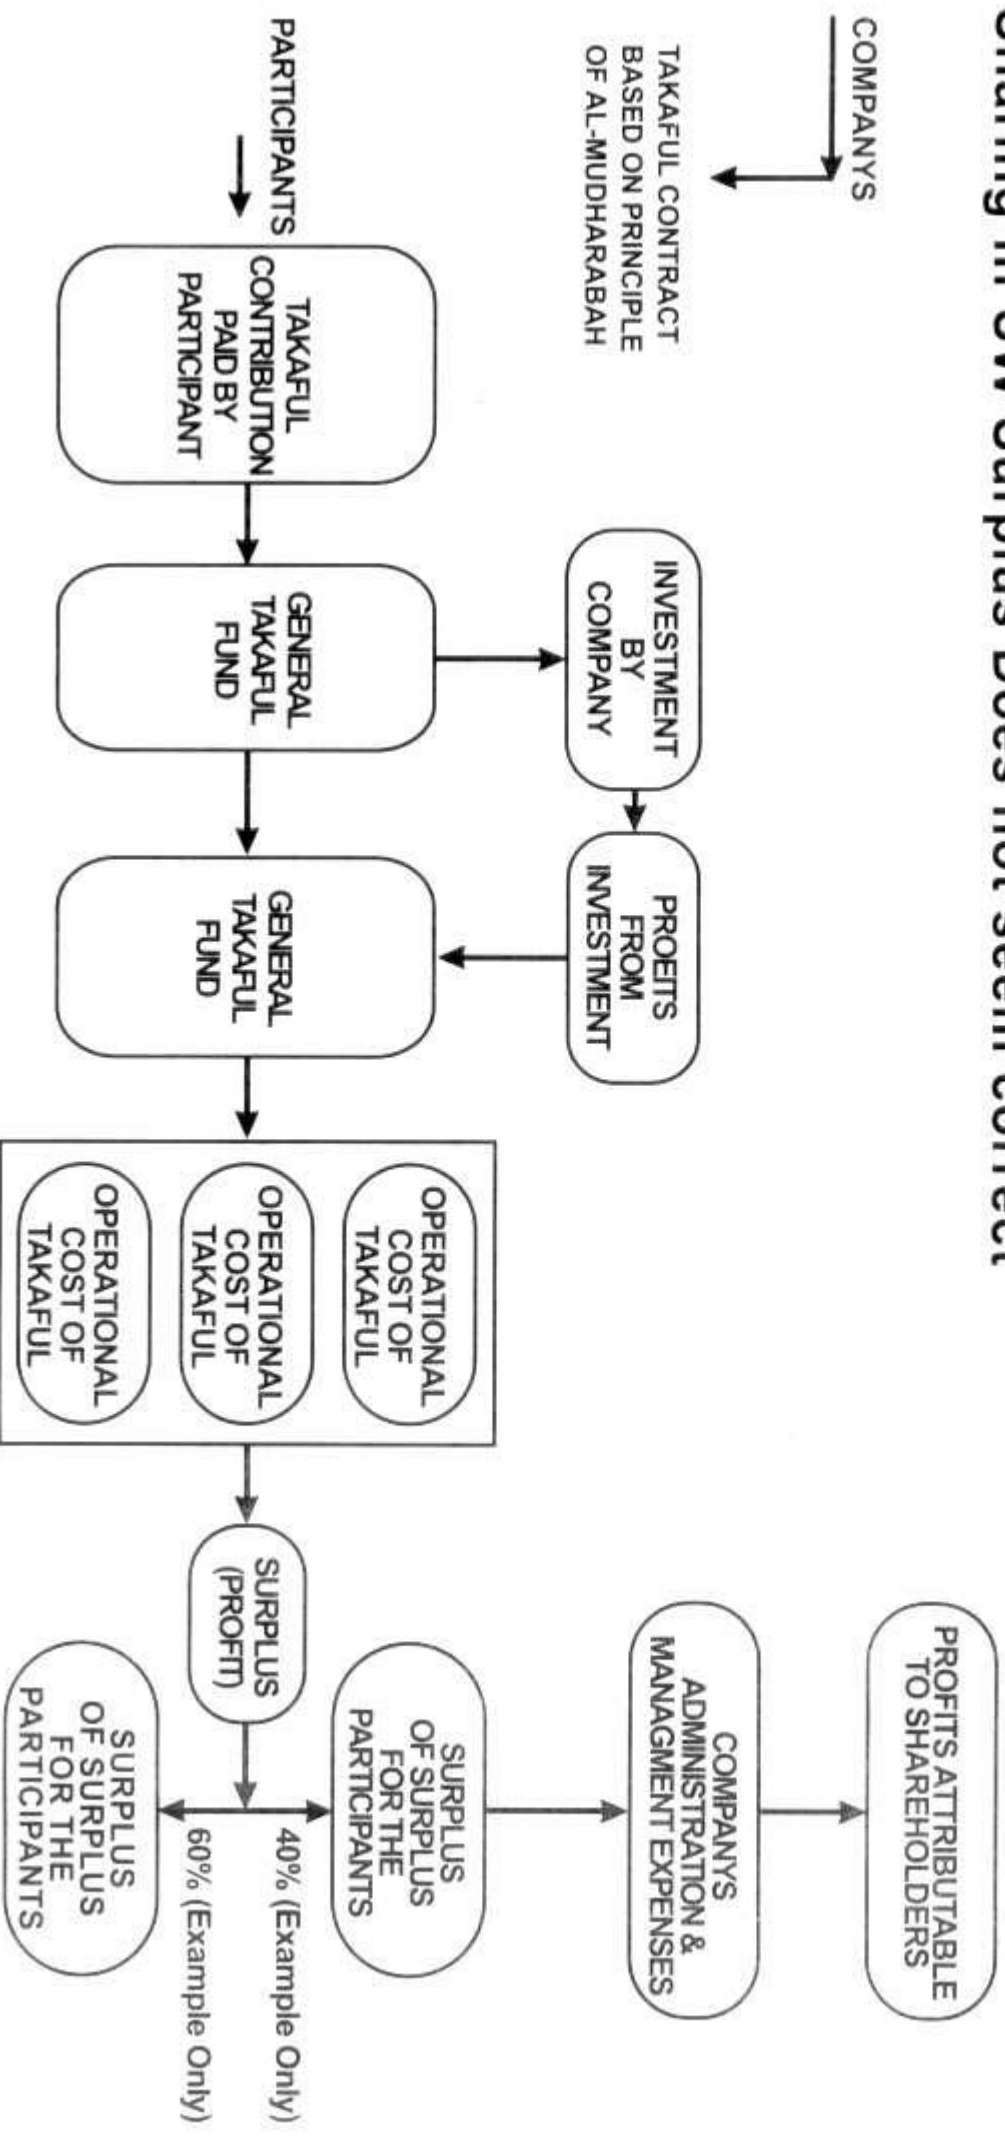 Sharing in UW Surplus Does not seem correct
COMPANYS
TAKAFUL CONTRACT
BASED ON PRINCIPLE
OF AL-MUDHARABAH
PARTICIPANTS
TAKAFUL
CONTRIBUTION
PAID BY
PARTICIPANT
GENERAL
TAKAFUL
FUND
INVESTMENT
BY
COMPANY
PROEITS
FROM
INVESTMENT
GENERAL
TAKAFUL
FUND
OPERATIONAL
COST OF
TAKAFUL
OPERATIONAL
COST OF
TAKAFUL
OPERATIONAL
COST OF
TAKAFUL
SURPLUS
(PROFIT)
PROFITS ATTRIBUTABLE
TO SHAREHOLDERS
COMPANYS
ADMINISTRATION &
MANAGMENT EXPENSES
SURPLUS
OF SURPLUS
FOR THE
PARTICIPANTS
40% (Example Only)
60% (Example Only)
SURPLUS
OF SURPLUS
FOR THE
PARTICIPANTS